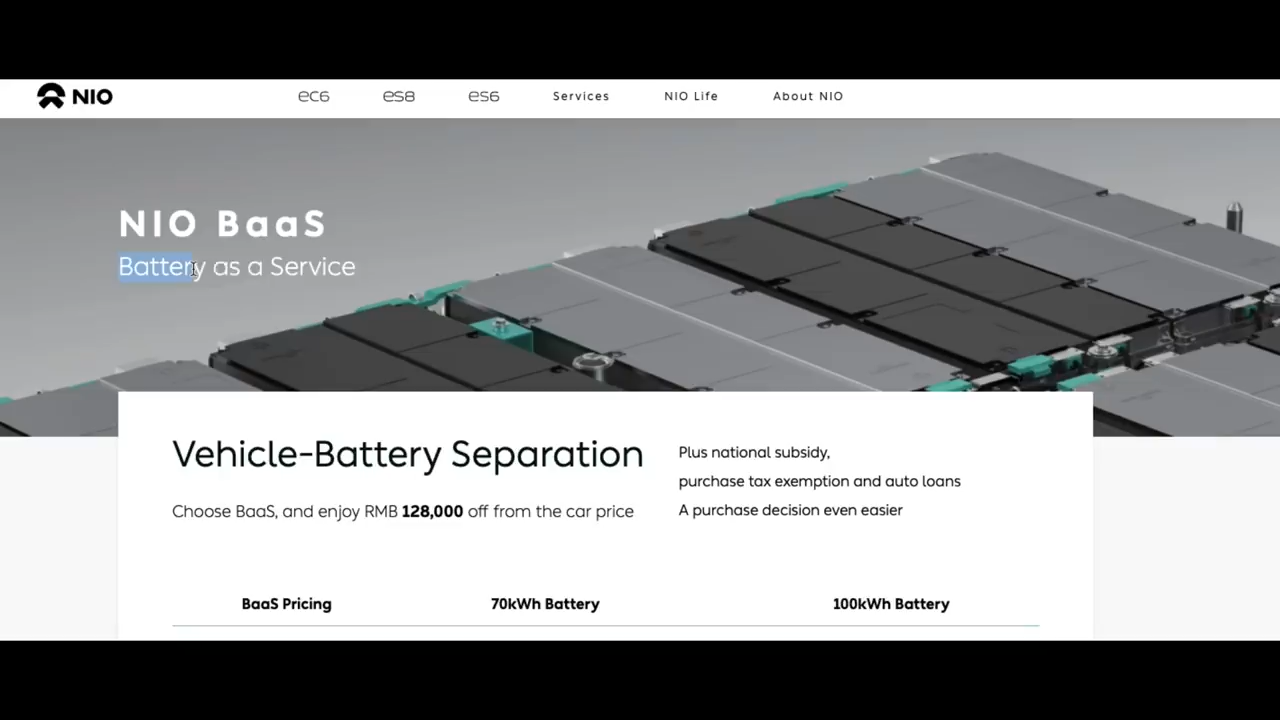 NIO
ec6
es8
es6
Services
NIO Life
About NIO
NIO BaaS
Battery as a Service
Vehicle-Battery Separation
Choose BaaS, and enjoy RMB 128,000 off from the car price
Plus national subsidy,
purchase tax exemption and auto loans
A purchase decision even easier
BaaS Pricing
70kWh Battery
100kWh Battery